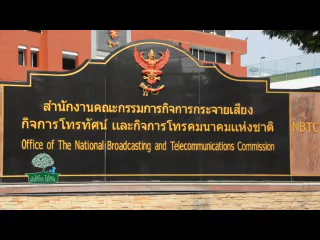 สำนักงานคณะกรรมการกิจการกระจายเสียง
กิจการโทรทัศน์ และกิจการโทรคมนาคมแห่งชาติ
Office of The National Broadcasting and Telecommunications Commission
NBTC